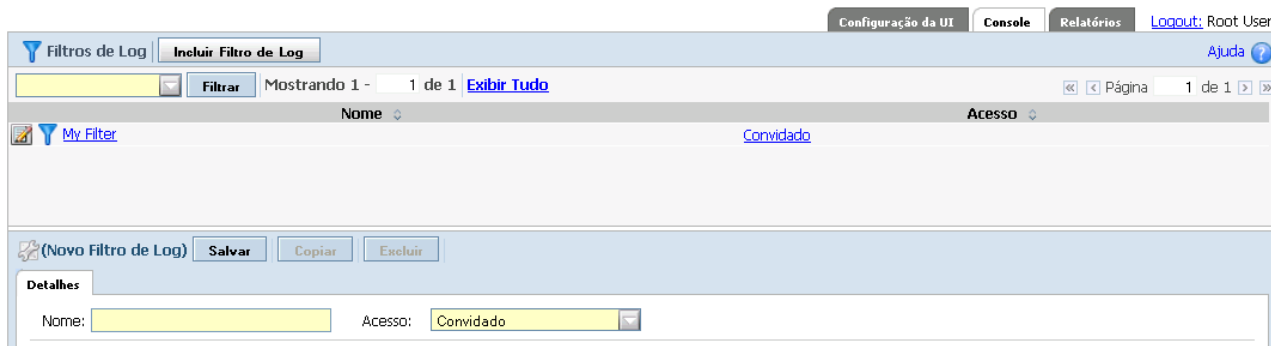 Configuração da UI Console Relatórios Logout: Root User
Filtros de Log Incluir Filtro de Log Ajuda ?
Filtrar Mostrando 1 - 1 de 1 Exibir Tudo « < Página 1 de 1 > »
Nome Acesso
My Filter Convidado
(Novo Filtro de Log) Salvar Copiar Excluir
Detalhes
Nome: Acesso: Convidado